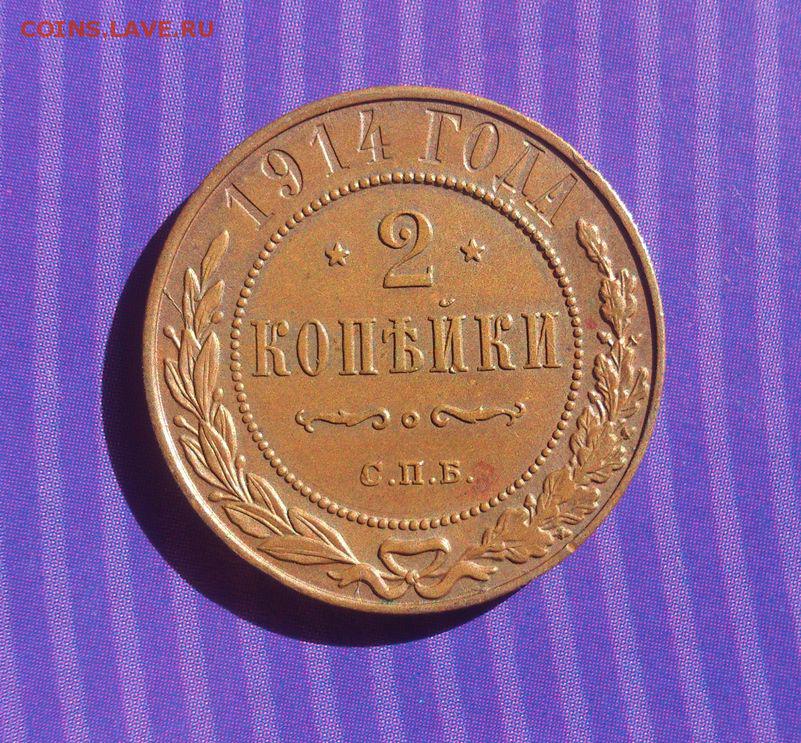 COINS.LAVE.RU
1914 ГОДА
2
КОПѢЙКИ
С.П.Б.